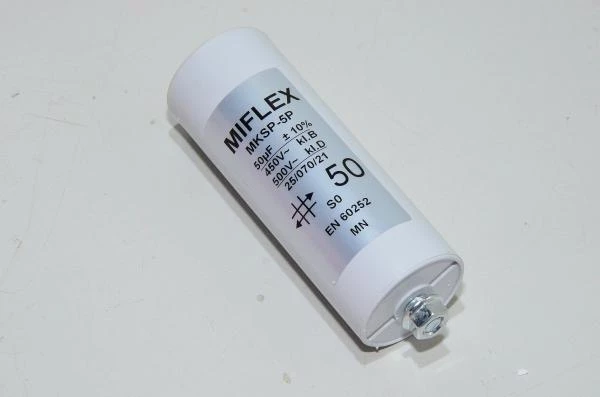 MIFLEX
MKSP-5P
50µF ± 10%
450V~ kl.B
500V~ kl.D
25/070/21
50
S0
EN 60252
MN